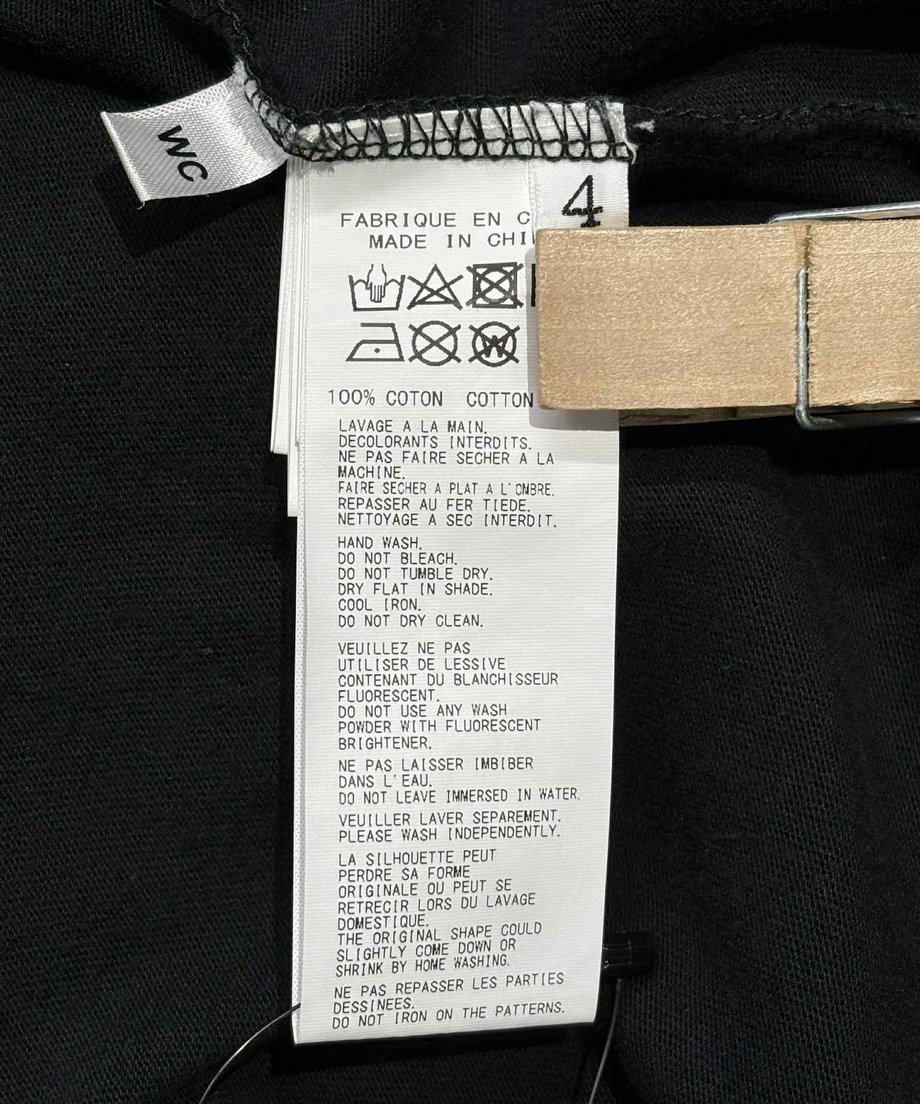 WC
4
FABRIQUE EN C
MADE IN CHI
W
100% COTON COTTON
LAVAGE A LA MAIN.
DECOLORANTS INTERDITS.
NE PAS FAIRE SECHER A LA
MACHINE.
FAIRE SECHER A PLAT A L'OMBRE.
REPASSER AU FER TIEDE.
NETTOYAGE A SEC INTERDIT.
HAND WASH.
DO NOT BLEACH.
DO NOT TUMBLE DRY.
DRY FLAT IN SHADE.
COOL IRON.
DO NOT DRY CLEAN.
VEUILLEZ NE PAS
UTILISER DE LESSIVE
CONTENANT DU BLANCHISSEUR
FLUORESCENT.
DO NOT USE ANY WASH
POWDER WITH FLUORESCENT
BRIGHTENER.
NE PAS LAISSER IMBIBER
DANS L'EAU.
DO NOT LEAVE IMMERSED IN WATER.
VEUILLER LAVER SEPAREMENT.
PLEASE WASH INDEPENDENTLY.
LA SILHOUETTE PEUT
PERDRE SA FORME
ORIGINALE OU PEUT SE
RETRECIR LORS DU LAVAGE
DOMESTIQUE.
THE ORIGINAL SHAPE COULD
SLIGHTLY COME DOWN OR
SHRINK BY HOME WASHING.
NE PAS REPASSER LES PARTIES
DESSINEES.
DO NOT IRON ON THE PATTERNS.